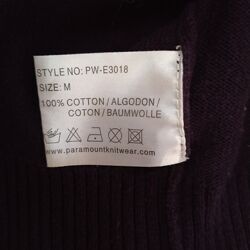 STYLE NO: PW-E3018
SIZE: M
100% COTTON / ALGODON /
COTON / BAUMWOLLE
www.paramountknitwear.com